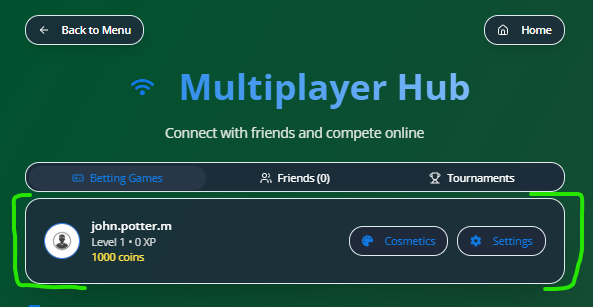 Back to Menu
Home
Multiplayer Hub
Connect with friends and compete online
Betting Games
Friends (0)
Tournaments
john.potter.m
Level 1 • 0 XP
1000 coins
Cosmetics
Settings